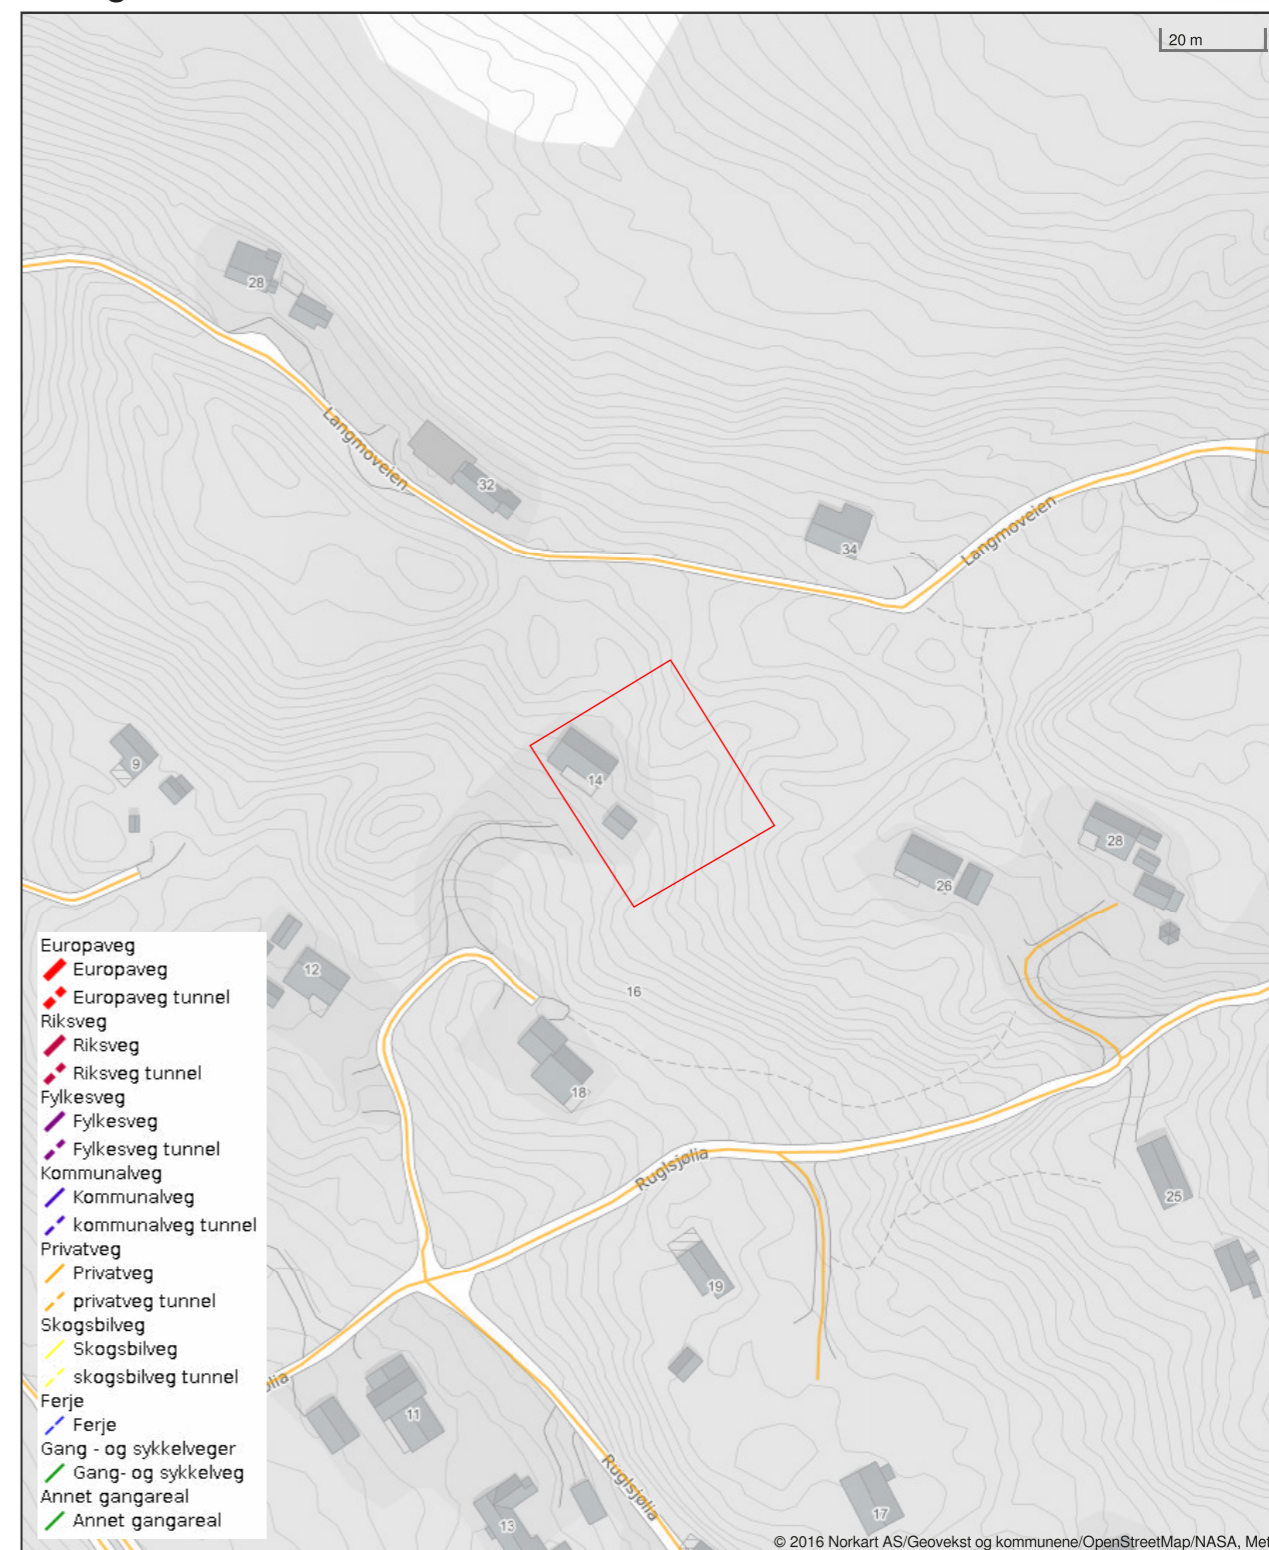 20 m
28
Langmoveien
32
34
Langmoveien
9
14
28
26
12
16
18
Ruglsjølia
25
19
11
Ruglsjølia
13
17
Europaveg
Europaveg
Europaveg tunnel
Riksveg
Riksveg
Riksveg tunnel
Fylkesveg
Fylkesveg
Fylkesveg tunnel
Kommunalveg
Kommunalveg
kommunalveg tunnel
Privatveg
Privatveg
privatveg tunnel
Skogsbilveg
Skogsbilveg
skogsbilveg tunnel
Ferje
Ferje
Gang - og sykkelveger
Gang- og sykkelveg
Annet gangareal
Annet gangareal
© 2016 Norkart AS/Geovekst og kommunene/OpenStreetMap/NASA, Met